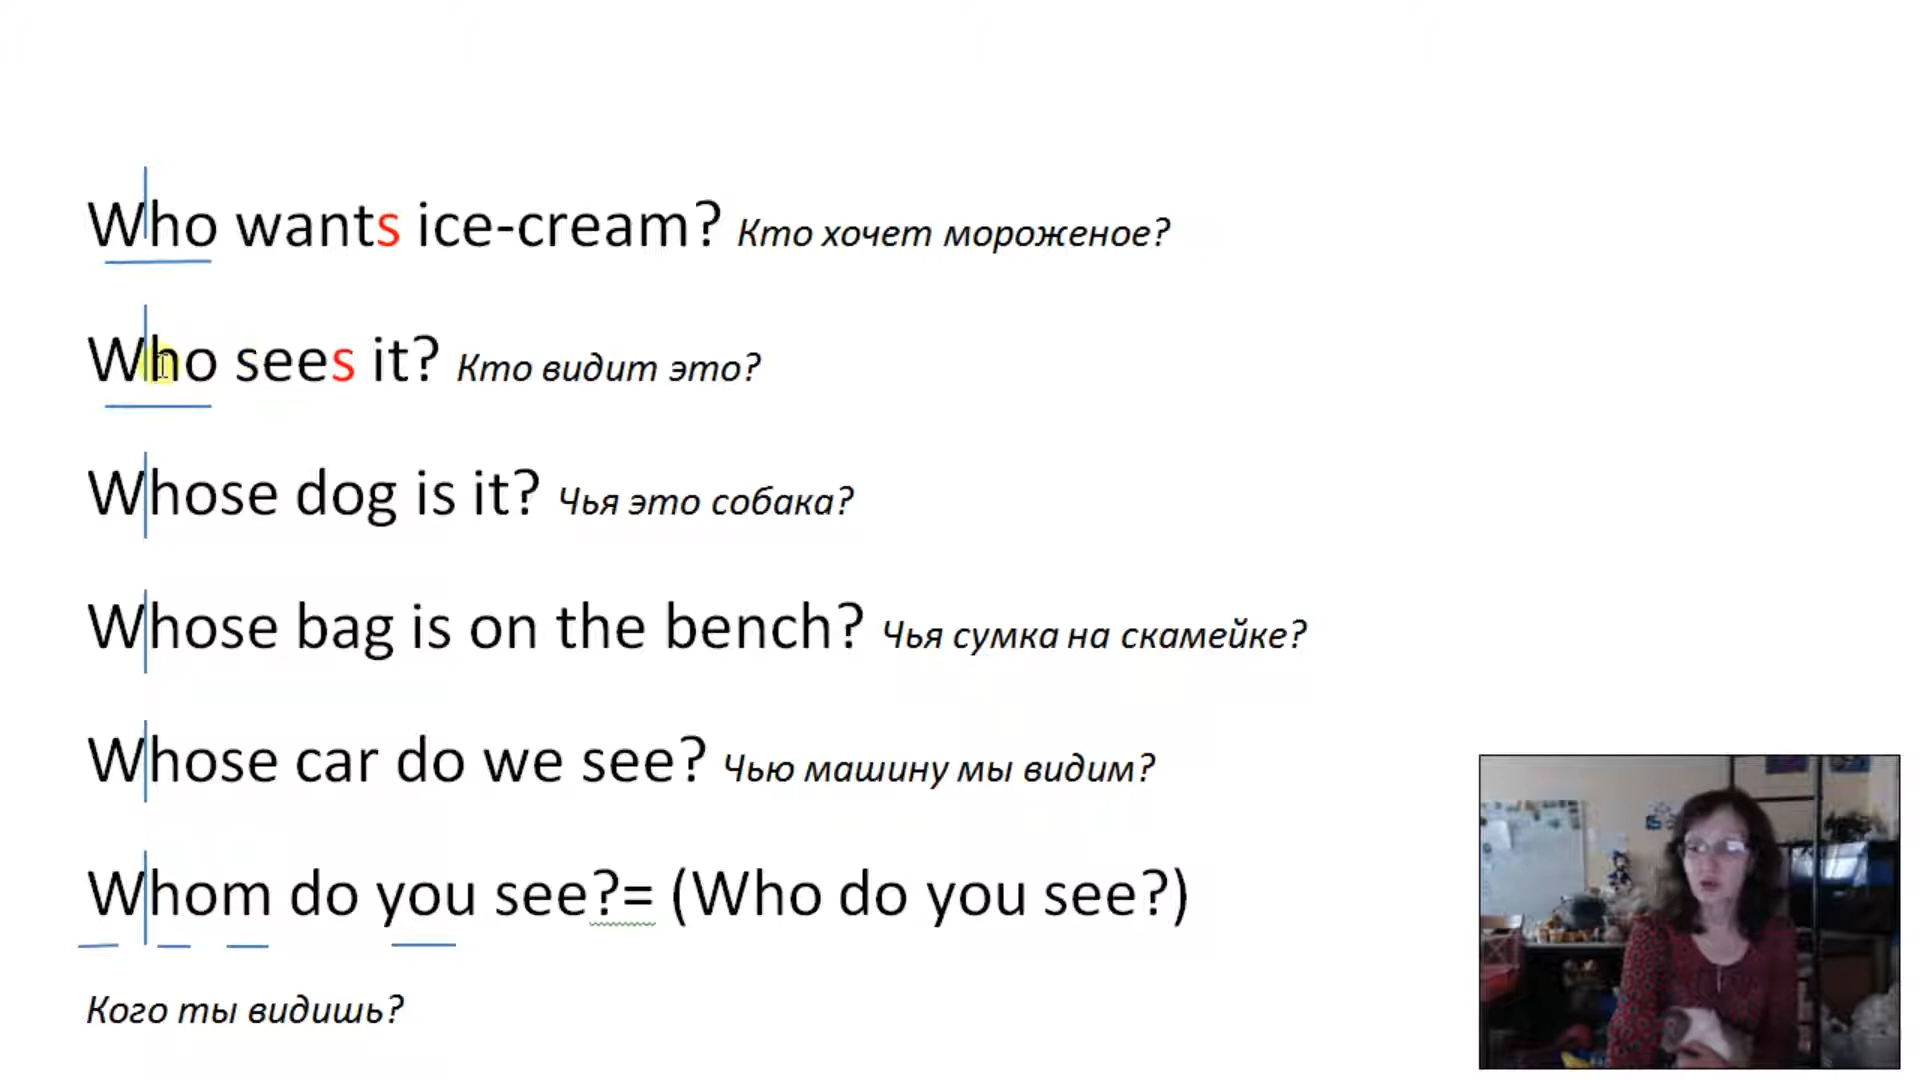 Who wants ice-cream? Кто хочет мороженое?
Who sees it? Кто видит это?
Whose dog is it? Чья это собака?
Whose bag is on the bench? Чья сумка на скамейке?
Whose car do we see? Чью машину мы видим?
Whom do you see?= (Who do you see?)
Кого ты видишь?